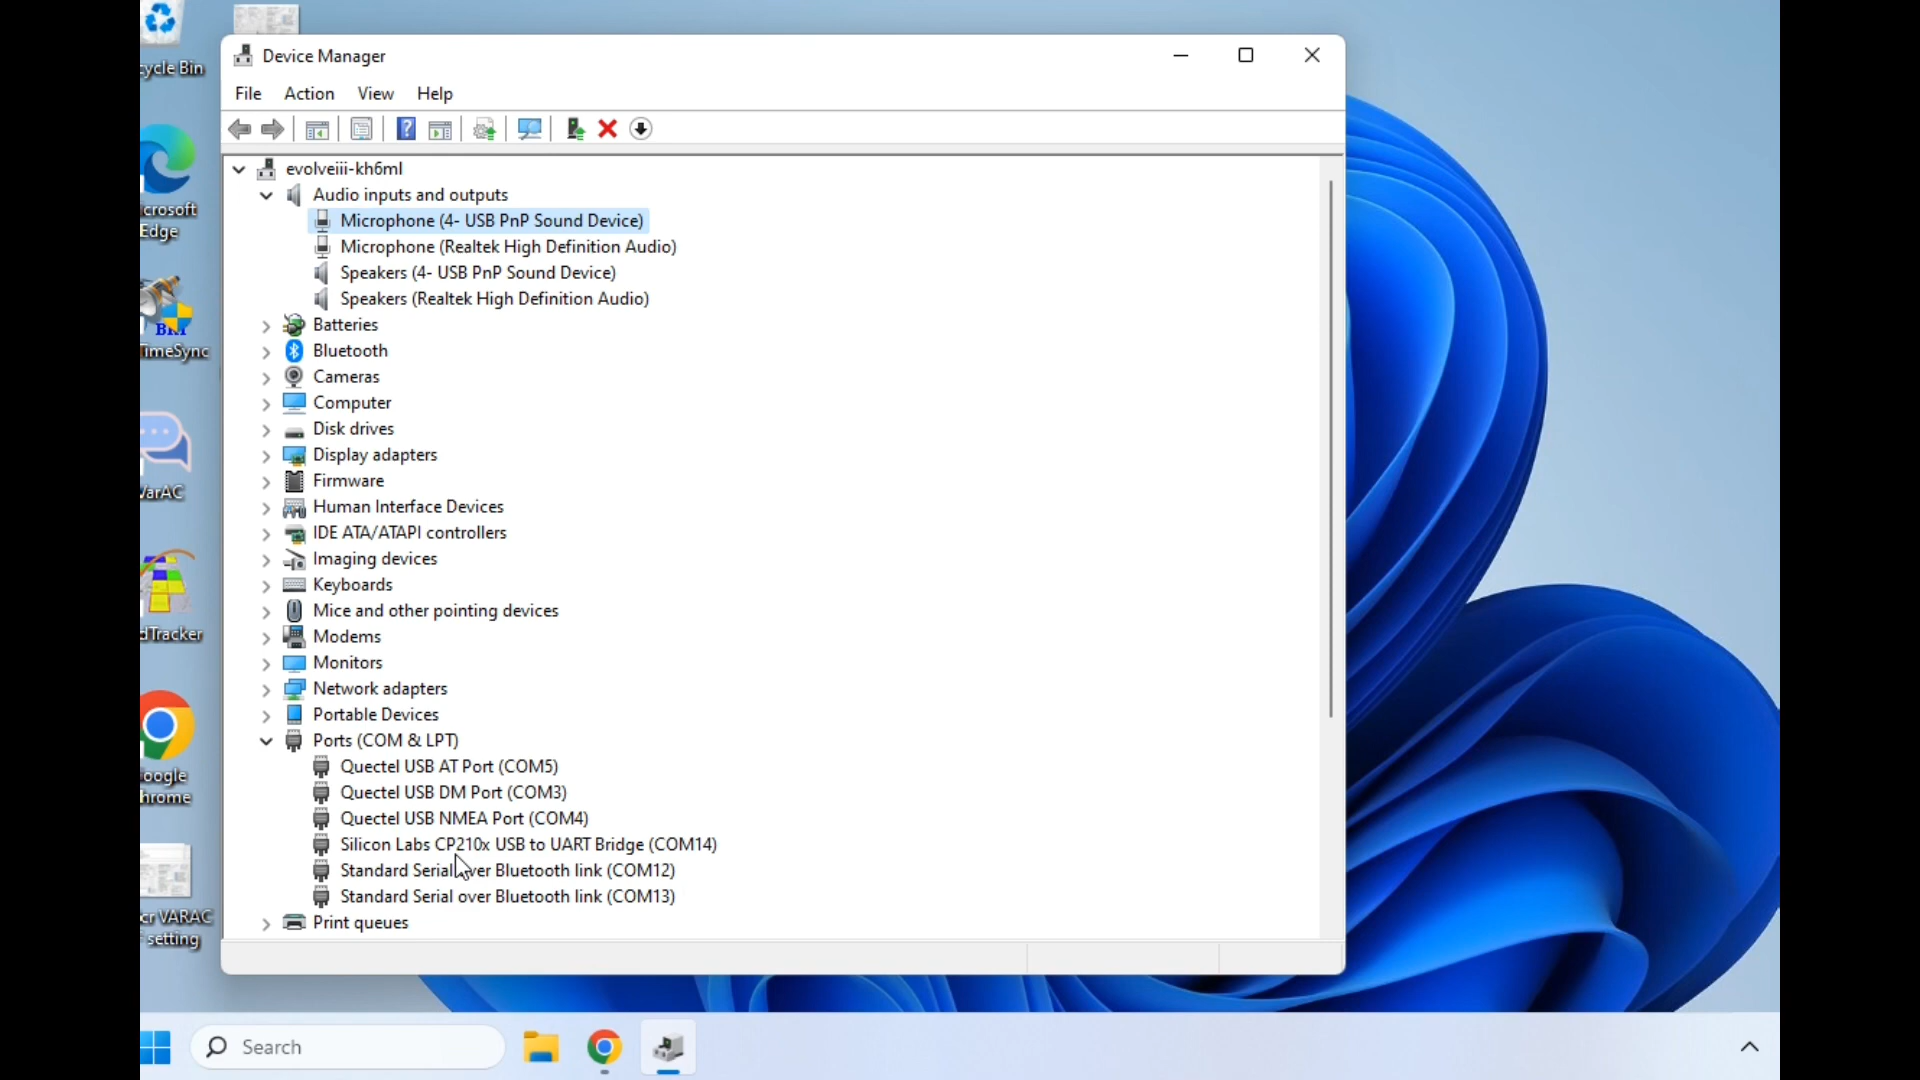 Device Manager
File Action View Help
evolveiii-kh6ml
Audio inputs and outputs
Microphone (4- USB PnP Sound Device)
Microphone (Realtek High Definition Audio)
Speakers (4- USB PnP Sound Device)
Speakers (Realtek High Definition Audio)
Batteries
Bluetooth
Cameras
Computer
Disk drives
Display adapters
Firmware
Human Interface Devices
IDE ATA/ATAPI controllers
Imaging devices
Keyboards
Mice and other pointing devices
Modems
Monitors
Network adapters
Portable Devices
Ports (COM & LPT)
Quectel USB AT Port (COM5)
Quectel USB DM Port (COM3)
Quectel USB NMEA Port (COM4)
Silicon Labs CP210x USB to UART Bridge (COM14)
Standard Serial over Bluetooth link (COM12)
Standard Serial over Bluetooth link (COM13)
Print queues
ycle Bin
crosoft
Edge
BKT
TimeSync
VarAC
dTracker
oogle
hrome
cr VARAC
setting
Search